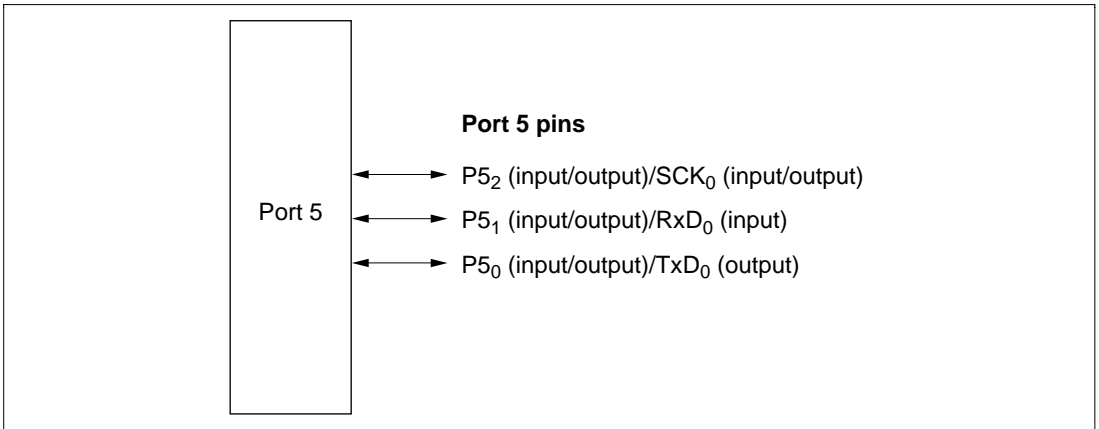 Port 5 pins
P5₂ (input/output)/SCK₀ (input/output)
Port 5
P5₁ (input/output)/RxD₀ (input)
P5₀ (input/output)/TxD₀ (output)